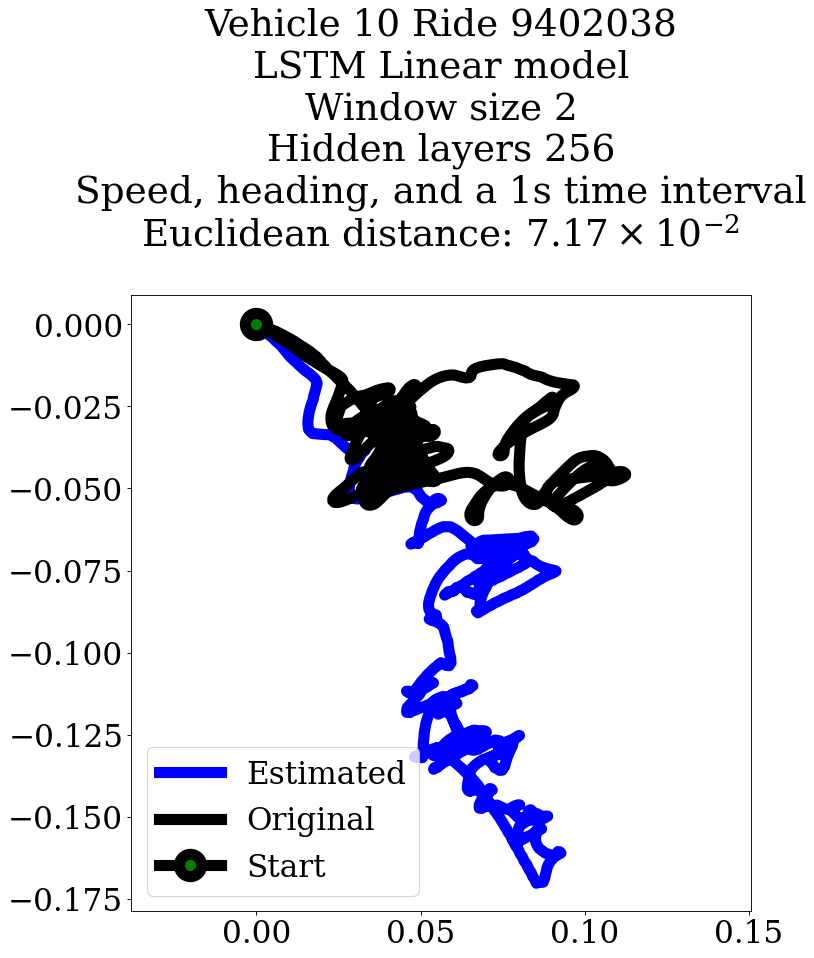 Vehicle 10 Ride 9402038
LSTM Linear model
Window size 2
Hidden layers 256
Speed, heading, and a 1s time interval
Euclidean distance: 7.17 × 10⁻²
0.000
−0.025
−0.050
−0.075
−0.100
−0.125
−0.150
−0.175
Estimated
Original
Start
0.00 0.05 0.10 0.15